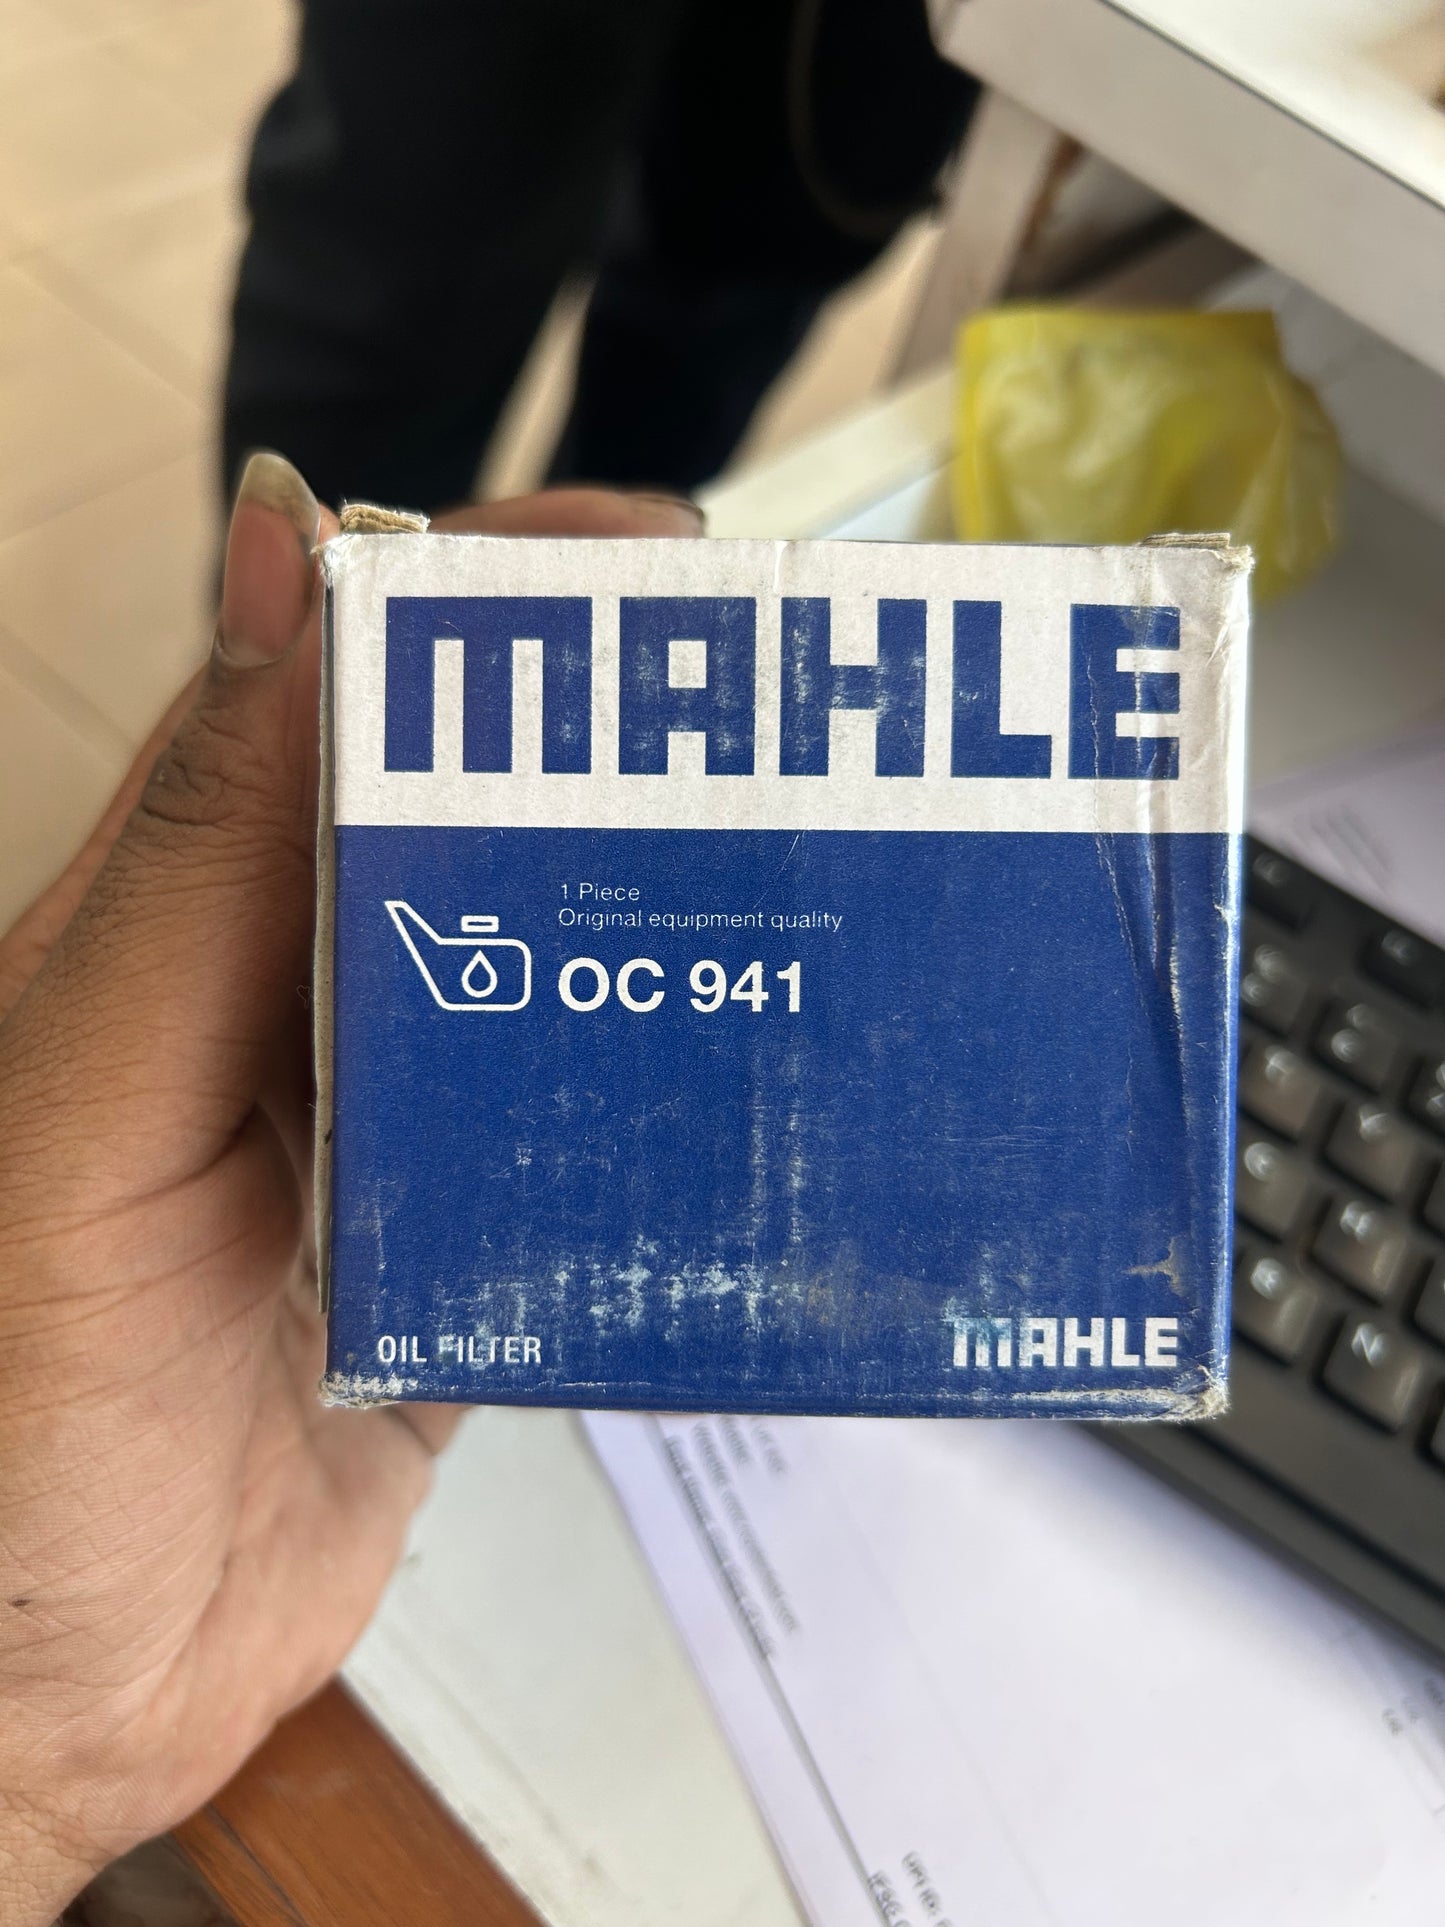 MAHLE
1 Piece
Original equipment quality
OC 941
OIL FILTER
MAHLE